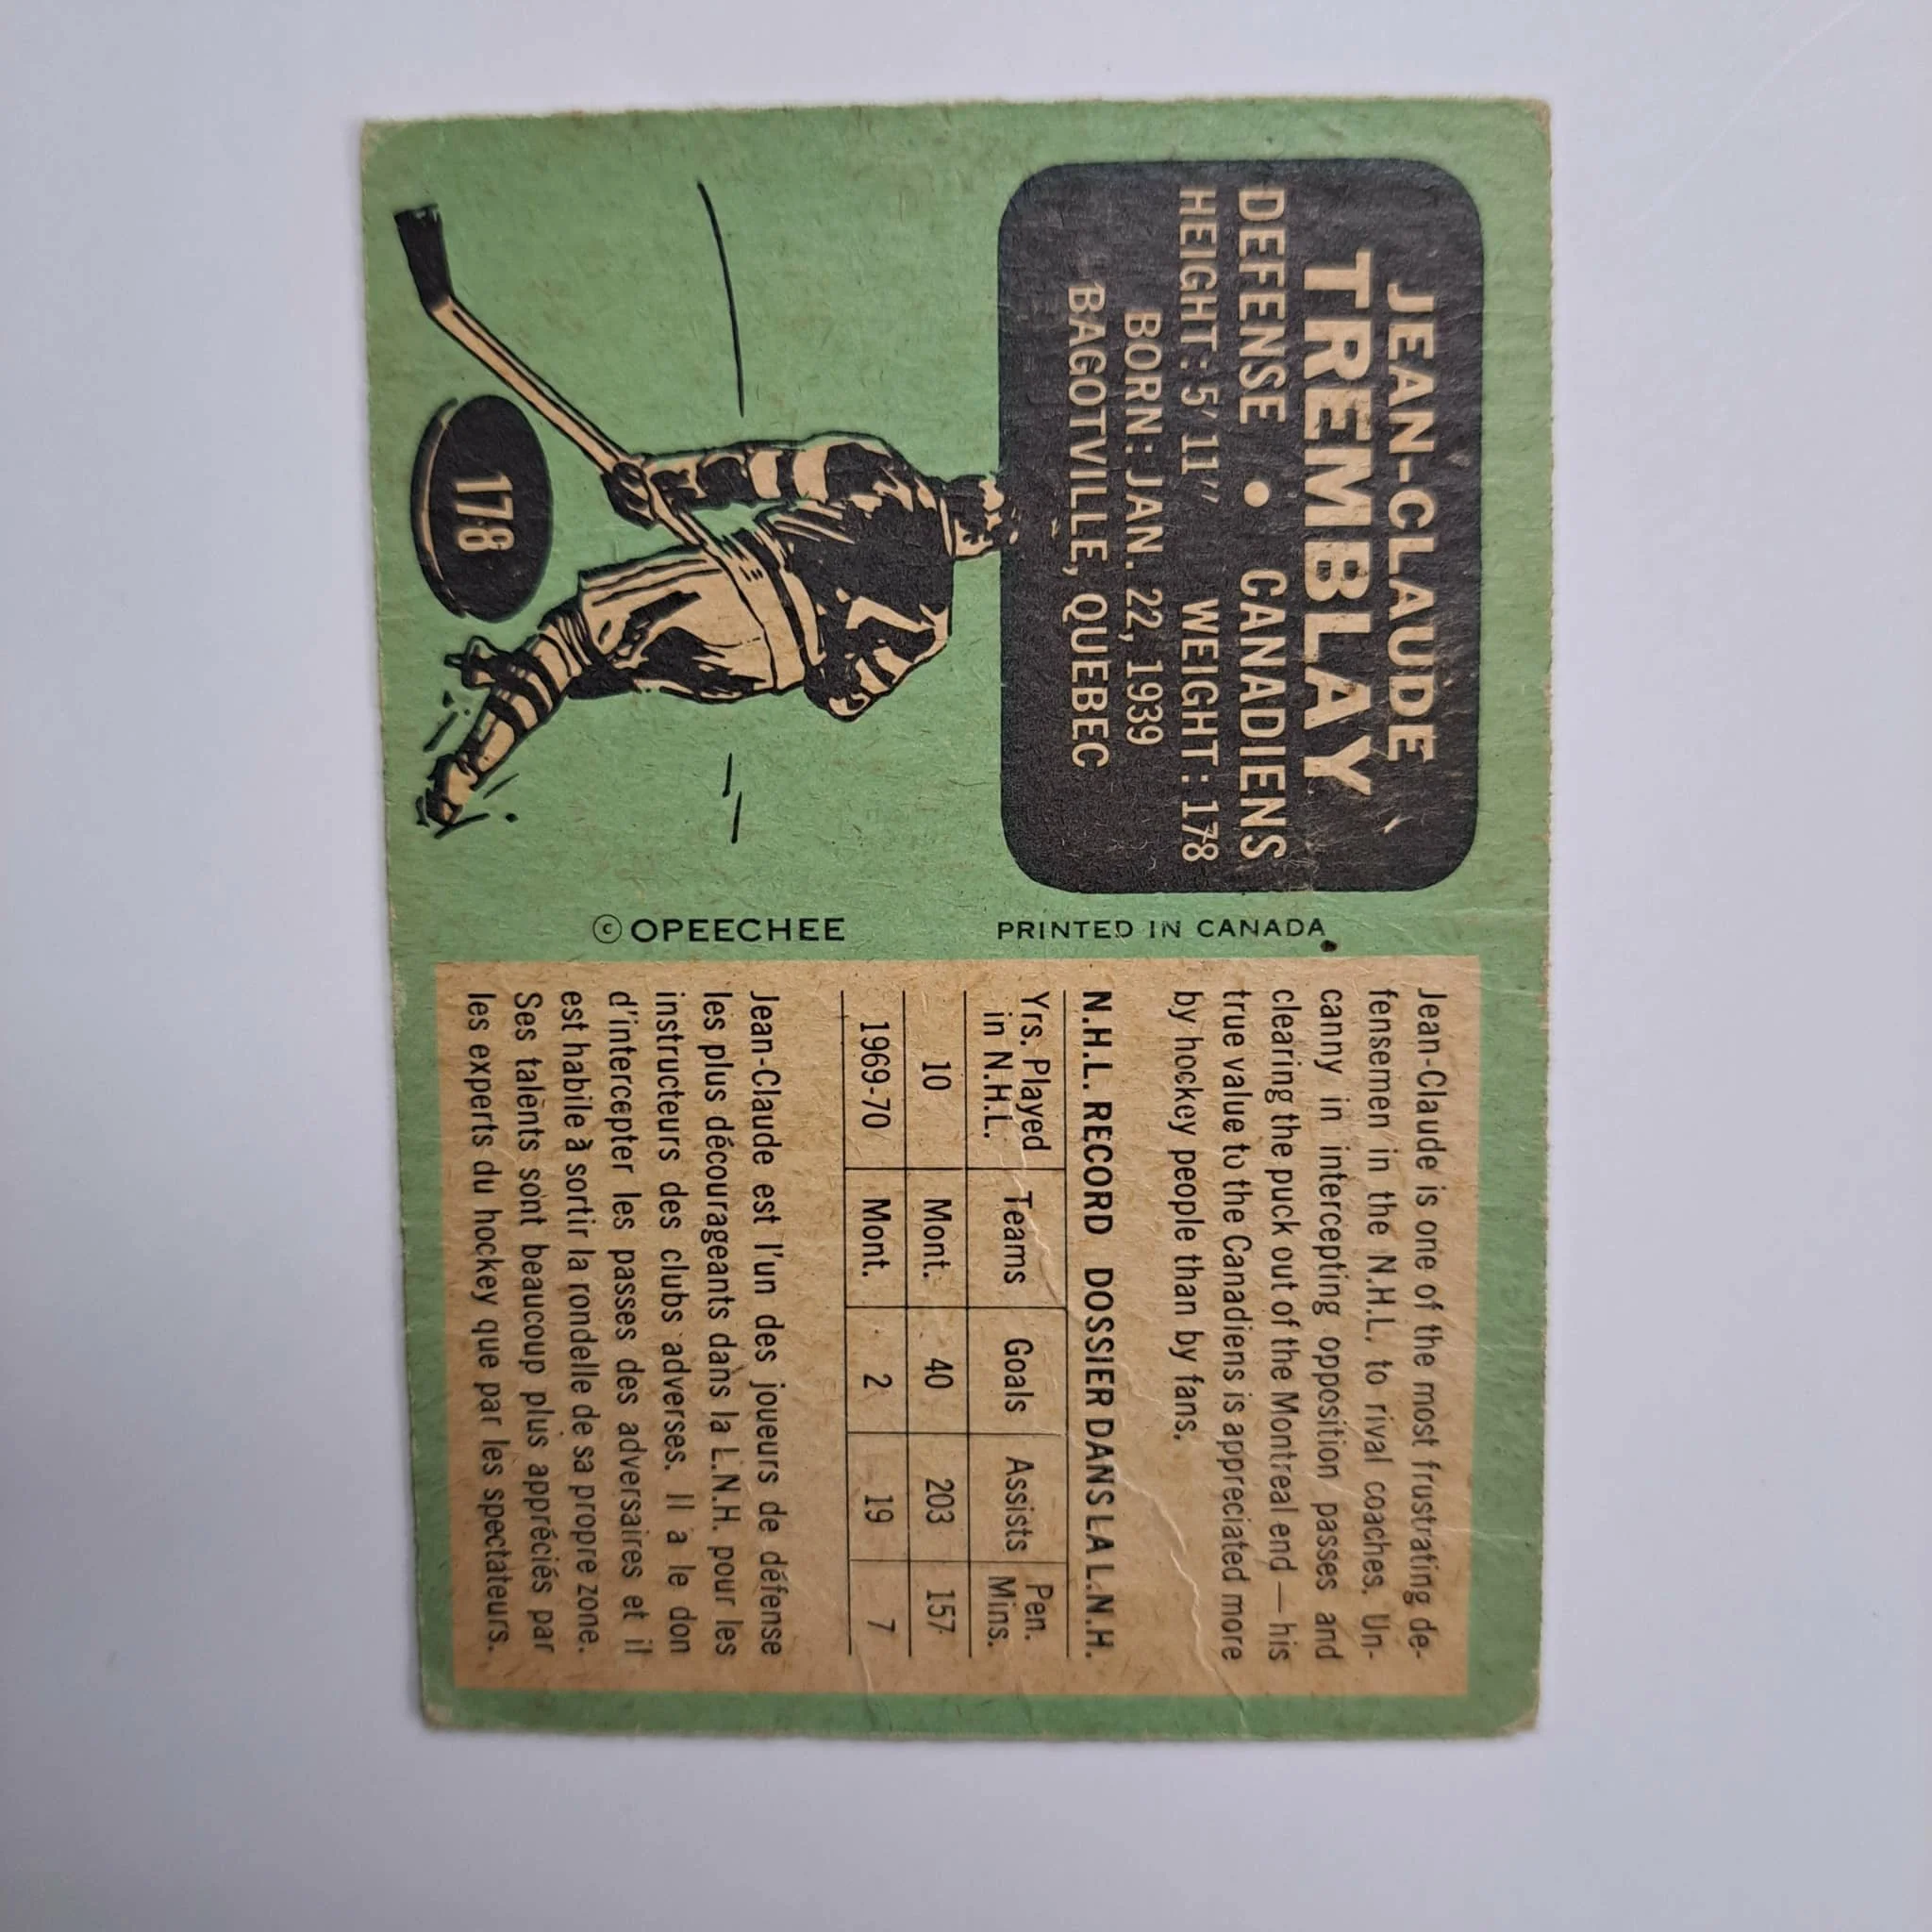 JEAN-CLAUDE
TREMBLAY
DEFENSE • CANADIENS
HEIGHT: 5' 11" WEIGHT: 178
BORN: JAN. 22, 1939
BAGOTVILLE, QUEBEC
178
© OPEECHEE
PRINTED IN CANADA
Jean-Claude is one of the most frustrating de-
fensemen in the N.H.L. to rival coaches. Un-
canny in intercepting opposition passes and
clearing the puck out of the Montreal end — his
true value to the Canadiens is appreciated more
by hockey people than by fans.
N.H.L. RECORD DOSSIER DANS LA L.N.H.
Yrs. Played in N.H.L. Teams Goals Assists Pen. Mins.
10 Mont. 40 203 157
1969-70 Mont. 2 19 7
Jean-Claude est l'un des joueurs de défense
les plus décourageants dans la L.N.H. pour les
instructeurs des clubs adverses. Il a le don
d'intercepter les passes des adversaires et il
est habile à sortir la rondelle de sa propre zone.
Ses talents sont beaucoup plus appréciés par
les experts du hockey que par les spectateurs.